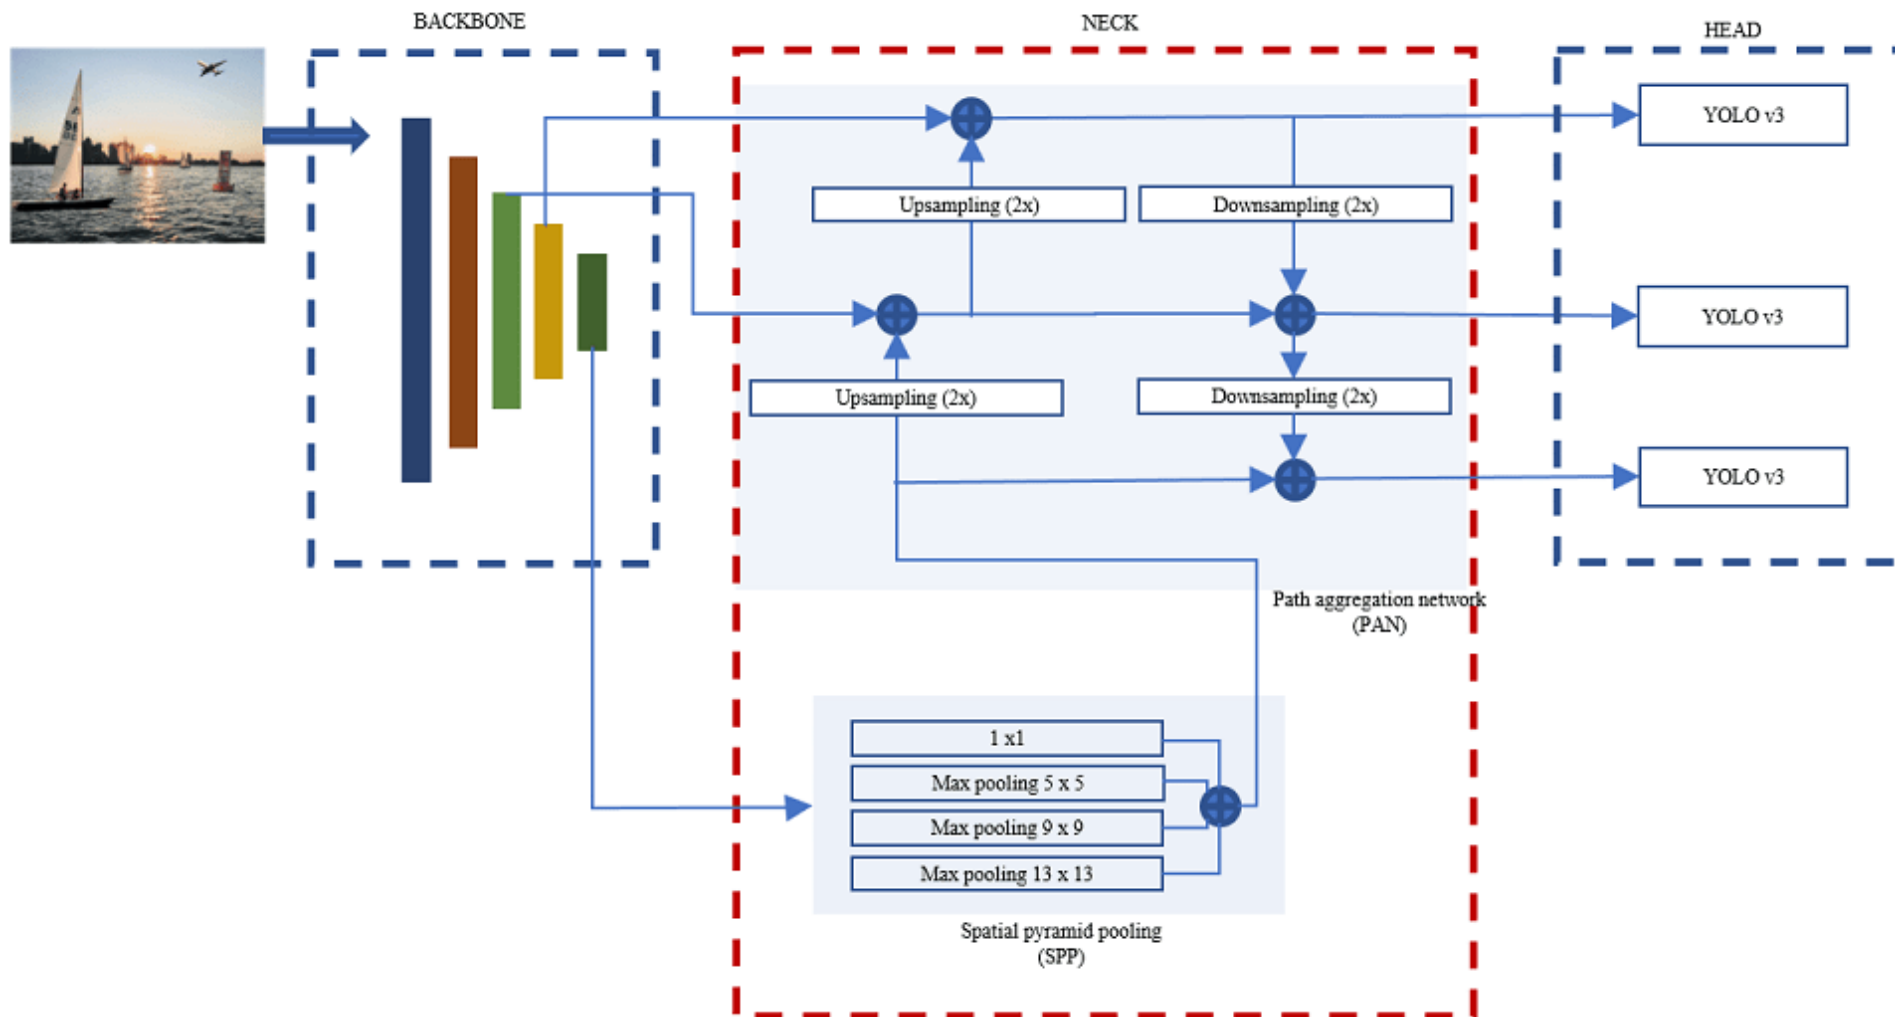 BACKBONE
NECK
HEAD
YOLO v3
Upsampling (2x)
Downsampling (2x)
YOLO v3
Upsampling (2x)
Downsampling (2x)
YOLO v3
Path aggregation network
(PAN)
1 x1
Max pooling 5 x 5
Max pooling 9 x 9
Max pooling 13 x 13
Spatial pyramid pooling
(SPP)